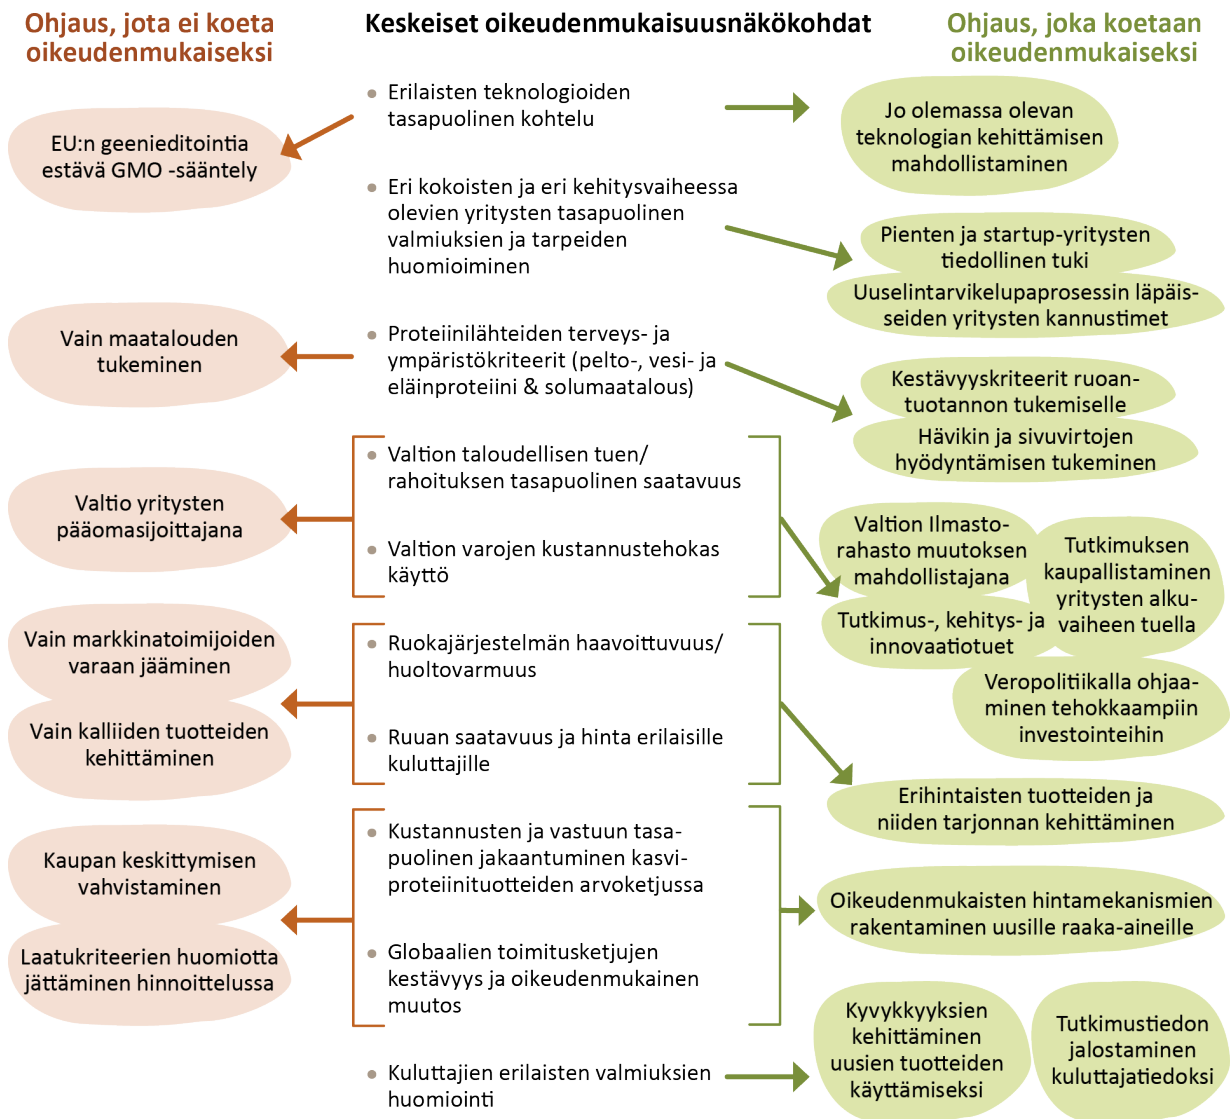 Ohjaus, jota ei koeta
oikeudenmukaiseksi
EU:n geenieditointia
estävä GMO -sääntely
Vain maatalouden
tukeminen
Valtio yritysten
pääomasijoittajana
Vain markkinatoimijoiden
varaan jääminen
Vain kalliiden tuotteiden
kehittäminen
Kaupan keskittymisen
vahvistaminen
Laatukriteerien huomiotta
jättäminen hinnoittelussa
Keskeiset oikeudenmukaisuusnäkökohdat
• Erilaisten teknologioiden
tasapuolinen kohtelu
• Eri kokoisten ja eri kehitysvaiheessa
olevien yritysten tasapuolinen
valmiuksien ja tarpeiden
huomioiminen
• Proteiinilähteiden terveys- ja
ympäristökriteerit (pelto-, vesi- ja
eläinproteiini & solumaatalous)
• Valtion taloudellisen tuen/
rahoituksen tasapuolinen saatavuus
• Valtion varojen kustannustehokas
käyttö
• Ruokajärjestelmän haavoittuvuus/
huoltovarmuus
• Ruuan saatavuus ja hinta erilaisille
kuluttajille
• Kustannusten ja vastuun tasa-
puolinen jakaantuminen kasvi-
proteiinituotteiden arvoketjussa
• Globaalien toimitusketjujen
kestävyys ja oikeudenmukainen
muutos
• Kuluttajien erilaisten valmiuksien
huomiointi
Ohjaus, joka koetaan
oikeudenmukaiseksi
Jo olemassa olevan
teknologian kehittämisen
mahdollistaminen
Pienten ja startup-yritysten
tiedollinen tuki
Uuselintarvikelupaprosessin läpäis-
seiden yritysten kannustimet
Kestävyyskriteerit ruoan-
tuotannon tukemiselle
Hävikin ja sivuvirtojen
hyödyntämisen tukeminen
Valtion Ilmasto-
rahasto muutoksen
mahdollistajana
Tutkimuksen
kaupallistaminen
yritysten alku-
vaiheen tuella
Tutkimus-, kehitys- ja
innovaatiotuet
Veropolitiikalla ohjaa-
minen tehokkaampiin
investointeihin
Erihintaisten tuotteiden ja
niiden tarjonnan kehittäminen
Oikeudenmukaisten hintamekanismien
rakentaminen uusille raaka-aineille
Kyvykkyyksien
kehittäminen
uusien tuotteiden
käyttämiseksi
Tutkimustiedon
jalostaminen
kuluttajatiedoksi